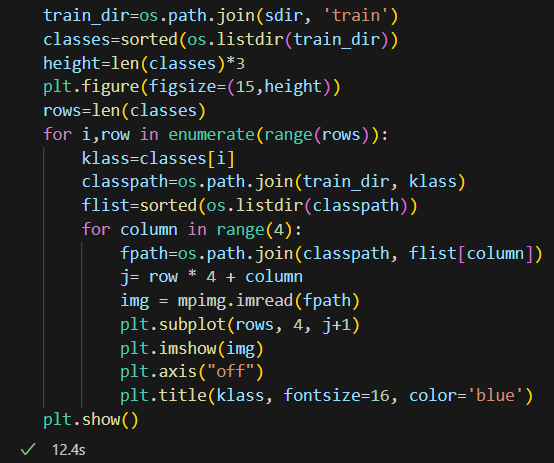 train_dir=os.path.join(sdir, 'train')
classes=sorted(os.listdir(train_dir))
height=len(classes)*3
plt.figure(figsize=(15,height))
rows=len(classes)
for i,row in enumerate(range(rows)):
    klass=classes[i]
    classpath=os.path.join(train_dir, klass)
    flist=sorted(os.listdir(classpath))
    for column in range(4):
        fpath=os.path.join(classpath, flist[column])
        j= row * 4 + column
        img = mpimg.imread(fpath)
        plt.subplot(rows, 4, j+1)
        plt.imshow(img)
        plt.axis("off")
        plt.title(klass, fontsize=16, color='blue')
plt.show()
✓ 12.4s